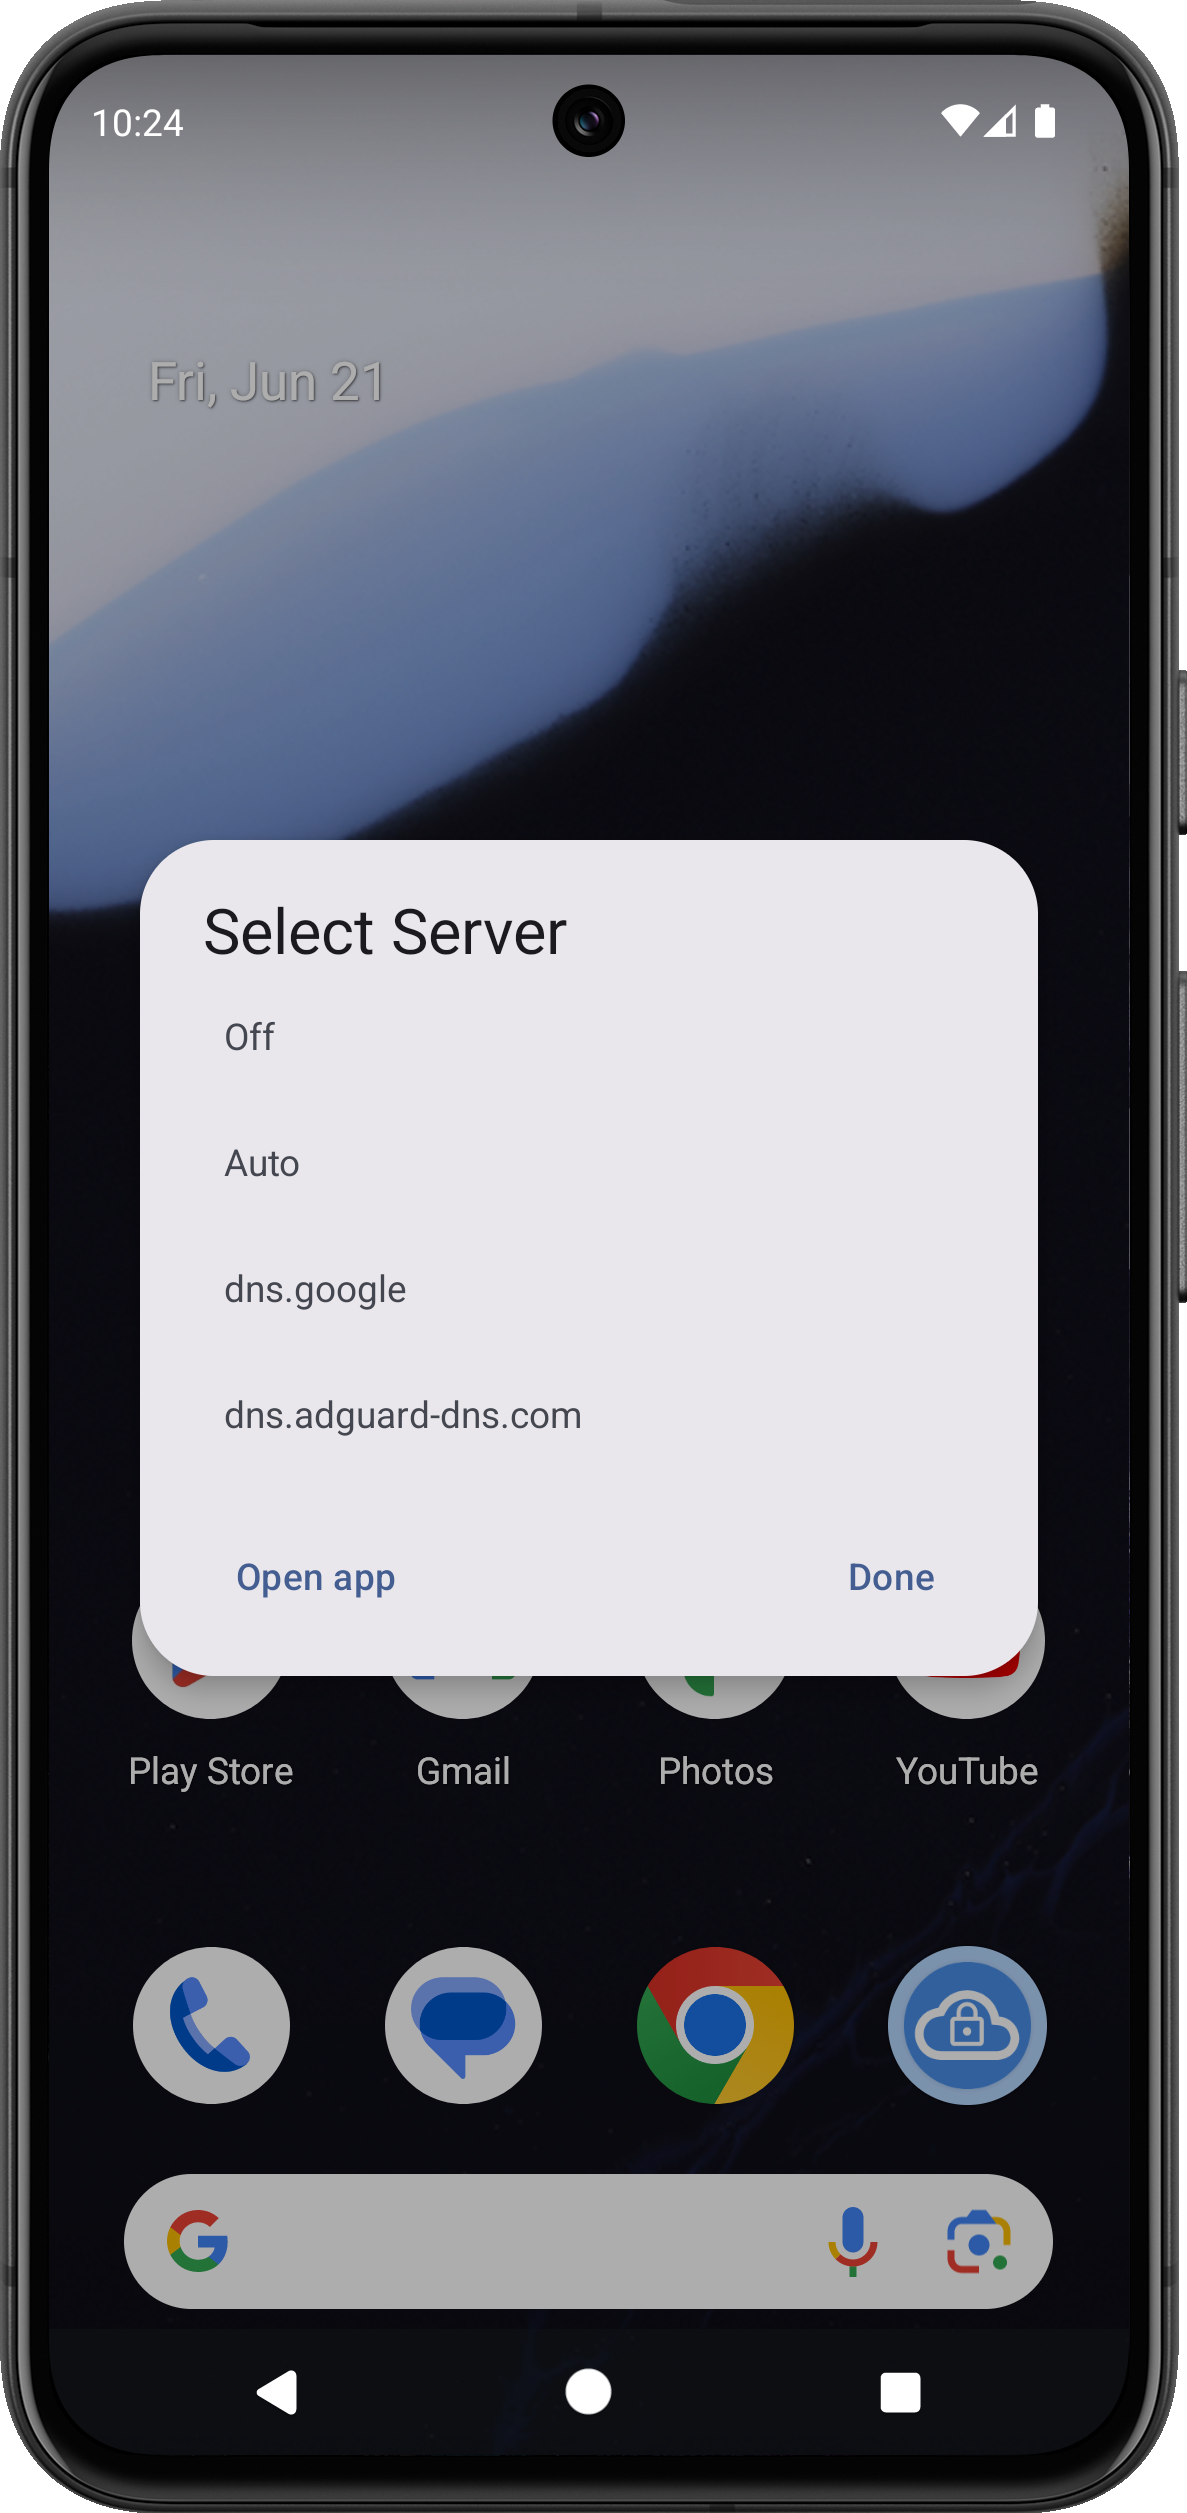 10:24
Fri, Jun 21
Select Server
Off
Auto
dns.google
dns.adguard-dns.com
Open app Done
Play Store Gmail Photos YouTube